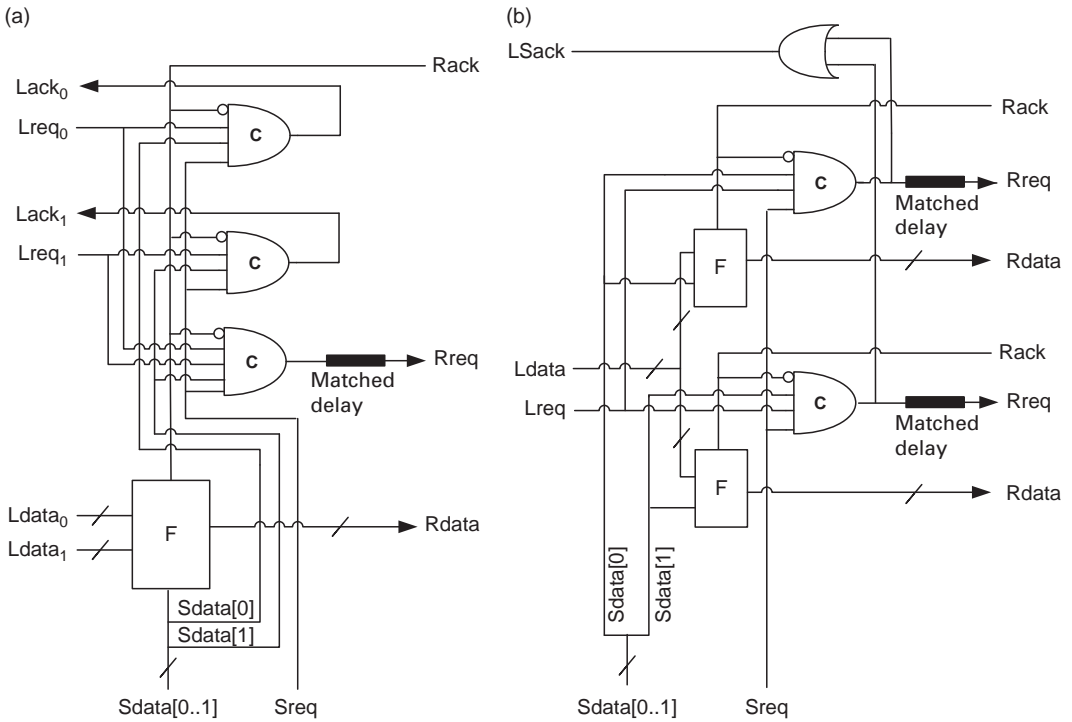 (a)
Rack
Lack₀
Lreq₀
C
Lack₁
Lreq₁
C
C
Rreq
Matched
delay
Ldata₀
F
Rdata
Ldata₁
Sdata[0]
Sdata[1]
Sdata[0..1]
Sreq
(b)
LSack
Rack
C
Rreq
Matched
delay
F
Rdata
Ldata
Rack
Lreq
C
Rreq
Matched
delay
F
Rdata
Sdata[0]
Sdata[1]
Sdata[0..1]
Sreq